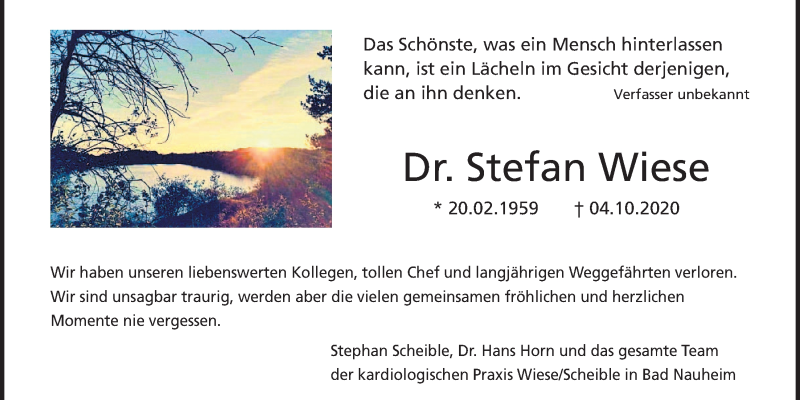 Das Schönste, was ein Mensch hinterlassen
kann, ist ein Lächeln im Gesicht derjenigen,
die an ihn denken. Verfasser unbekannt
Dr. Stefan Wiese
* 20.02.1959 † 04.10.2020
Wir haben unseren liebenswerten Kollegen, tollen Chef und langjährigen Weggefährten verloren.
Wir sind unsagbar traurig, werden aber die vielen gemeinsamen fröhlichen und herzlichen
Momente nie vergessen.
Stephan Scheible, Dr. Hans Horn und das gesamte Team
der kardiologischen Praxis Wiese/Scheible in Bad Nauheim